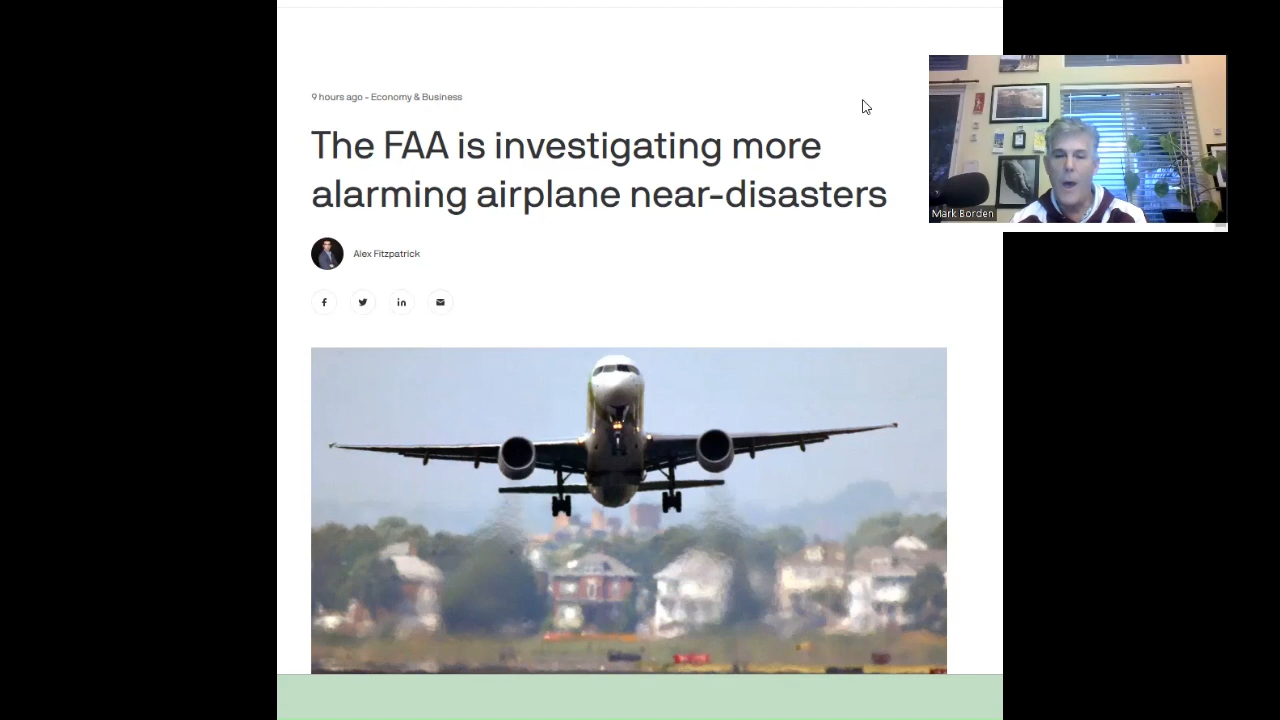 9 hours ago - Economy & Business
The FAA is investigating more
alarming airplane near-disasters
Alex Fitzpatrick
Mark Borden